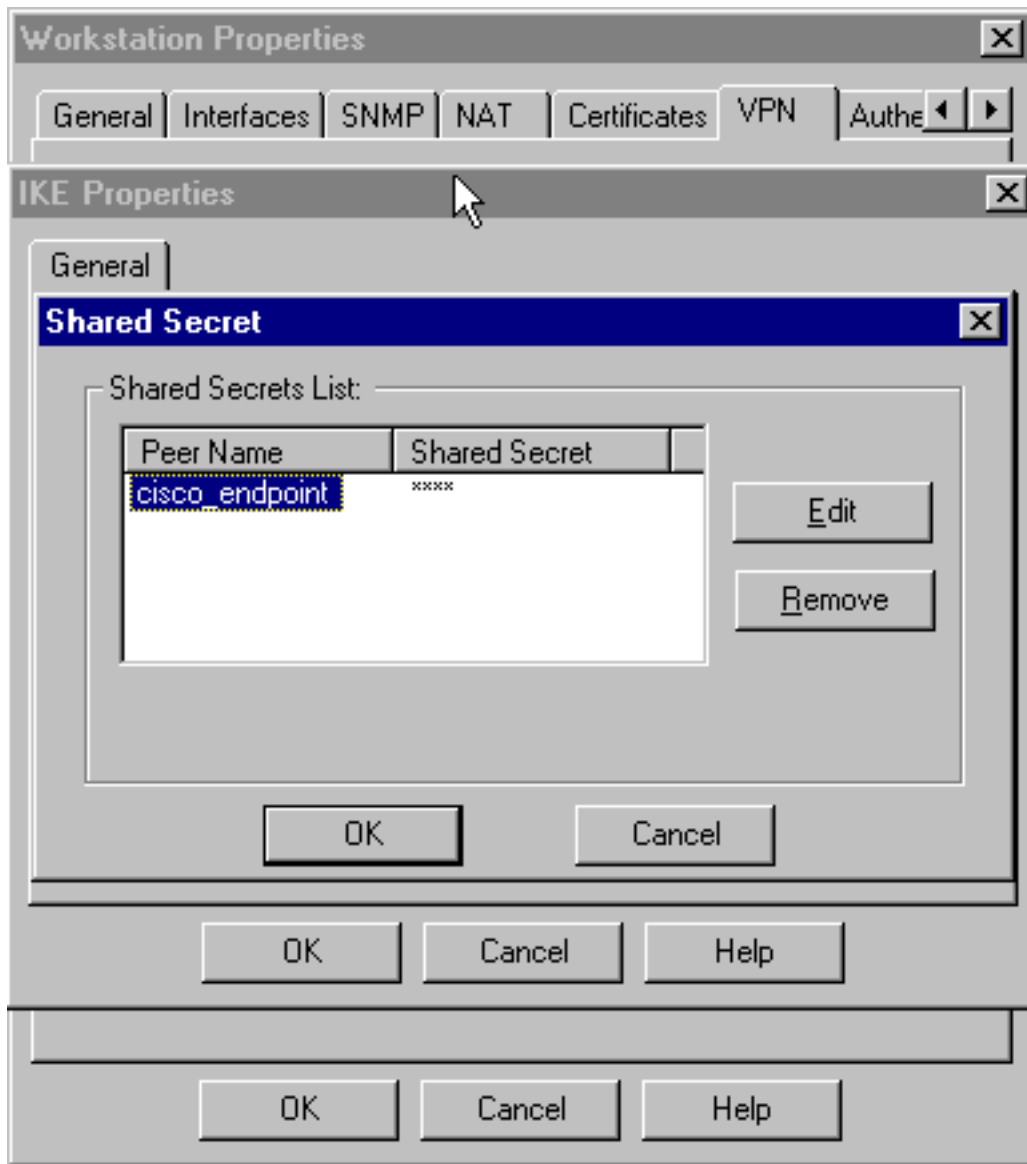 Workstation Properties
General Interfaces SNMP NAT Certificates VPN Authe
IKE Properties
General
Shared Secret
Shared Secrets List:
Peer Name Shared Secret
cisco_endpoint ****
Edit
Remove
OK Cancel
OK Cancel Help
OK Cancel Help